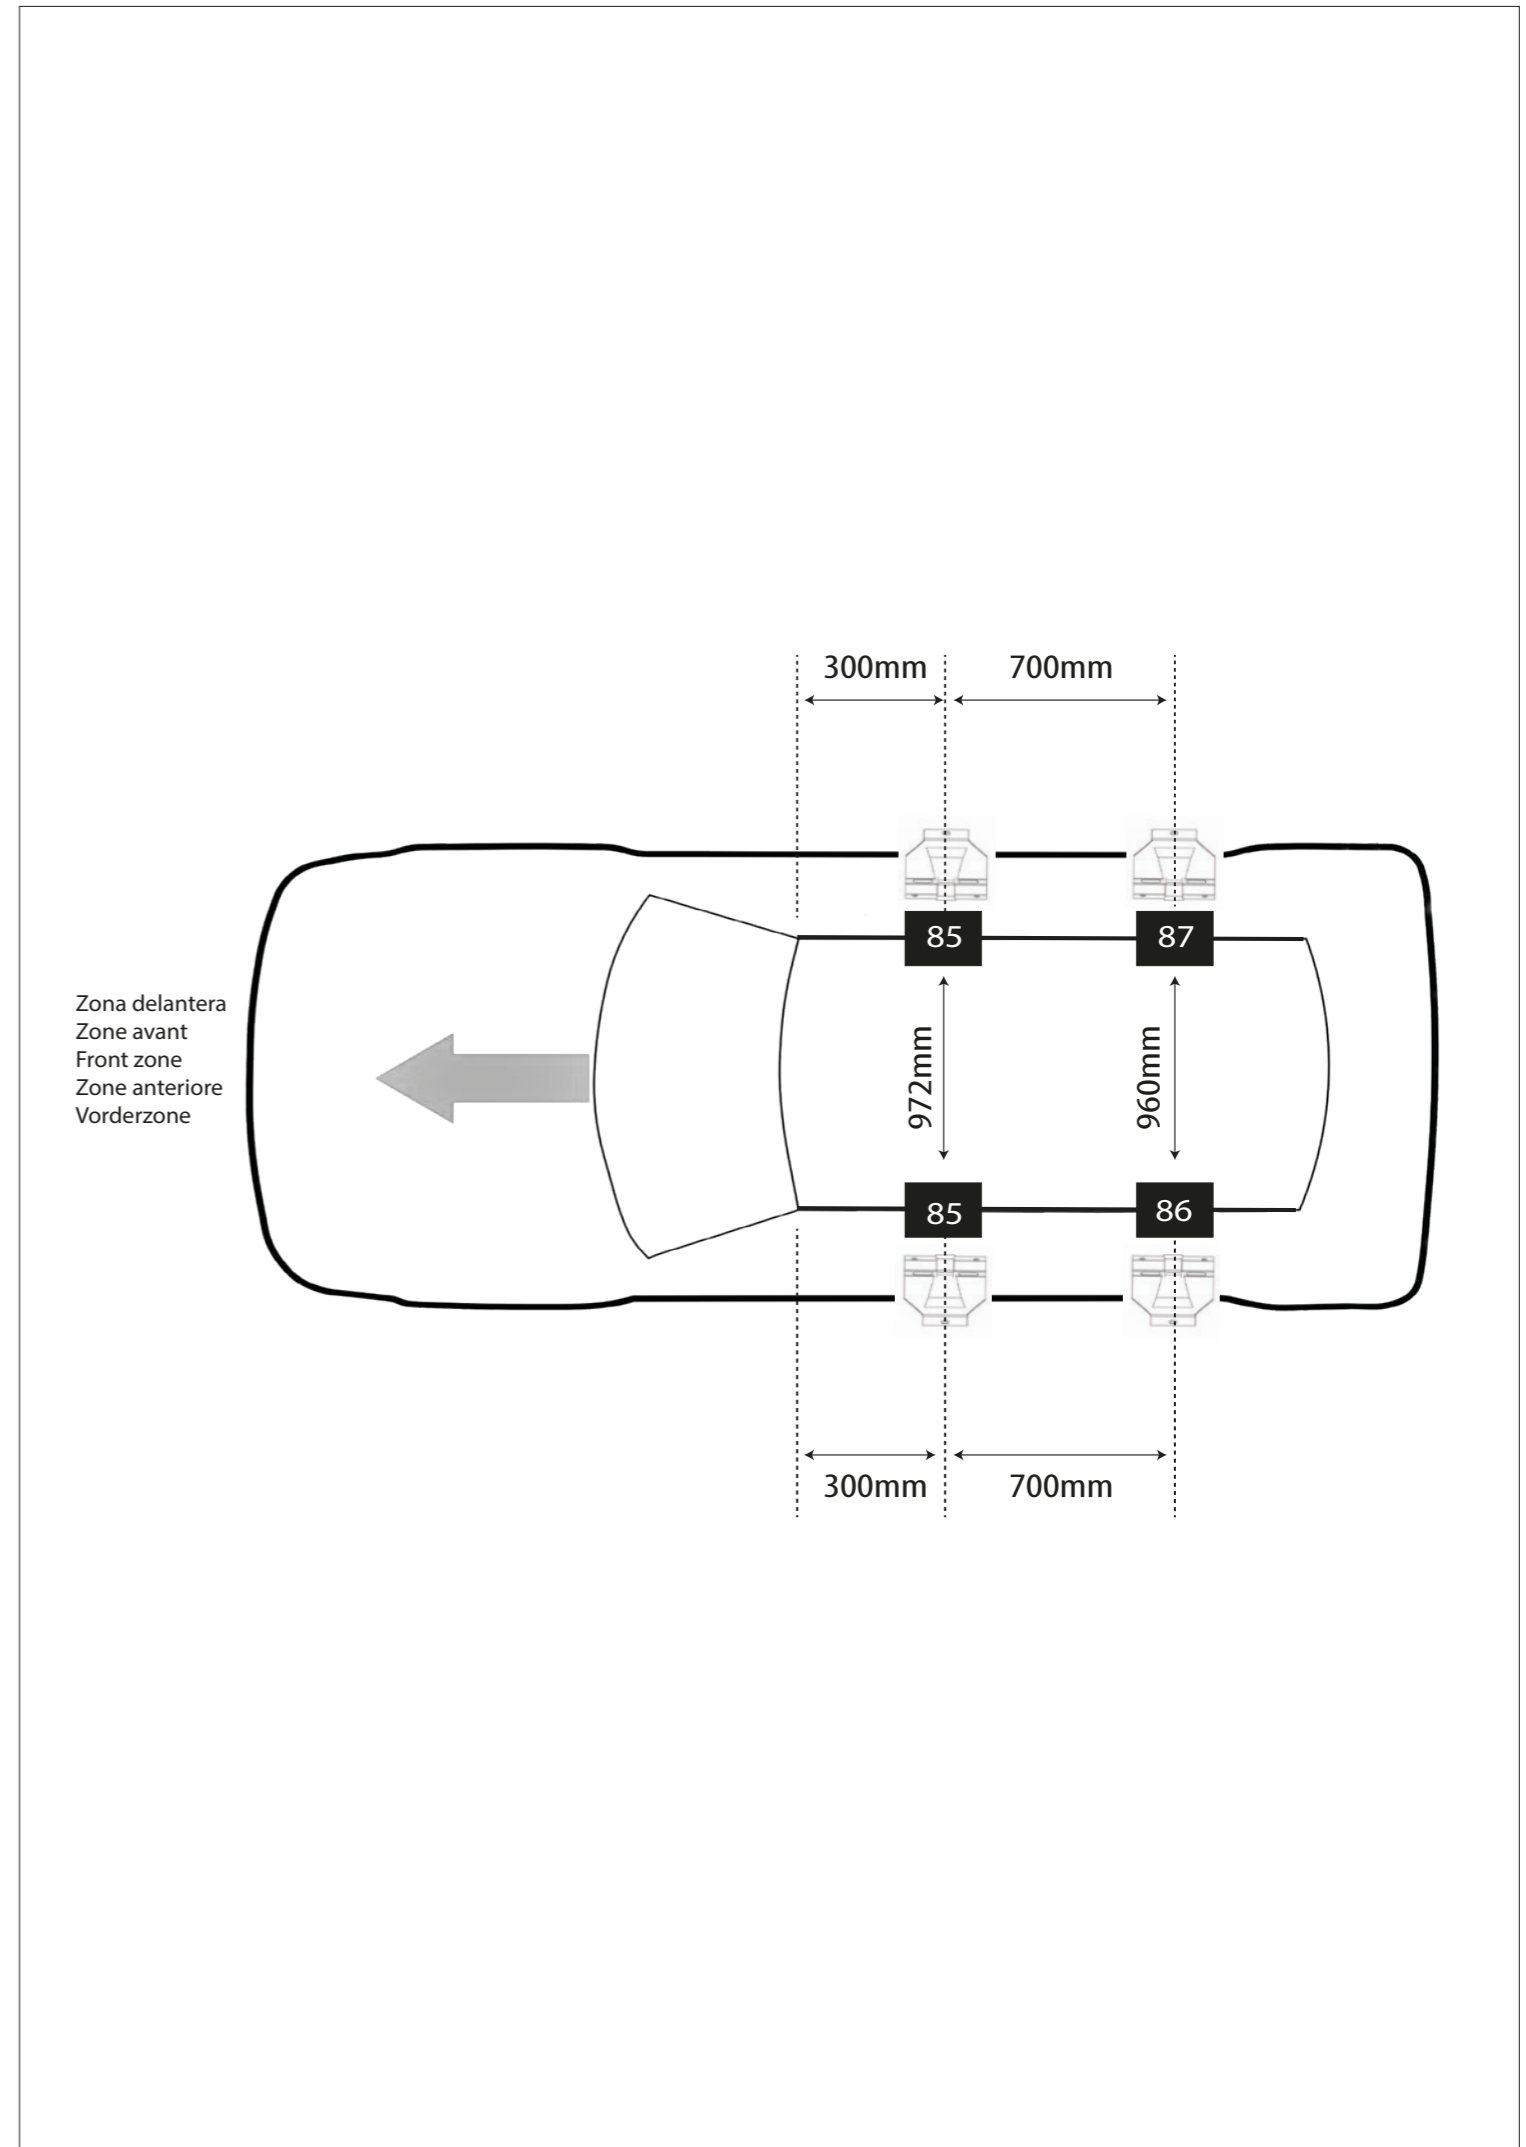 300mm 700mm
85 87
Zona delantera
Zone avant
Front zone
Zone anteriore
Vorderzone
972mm 960mm
85 86
300mm 700mm